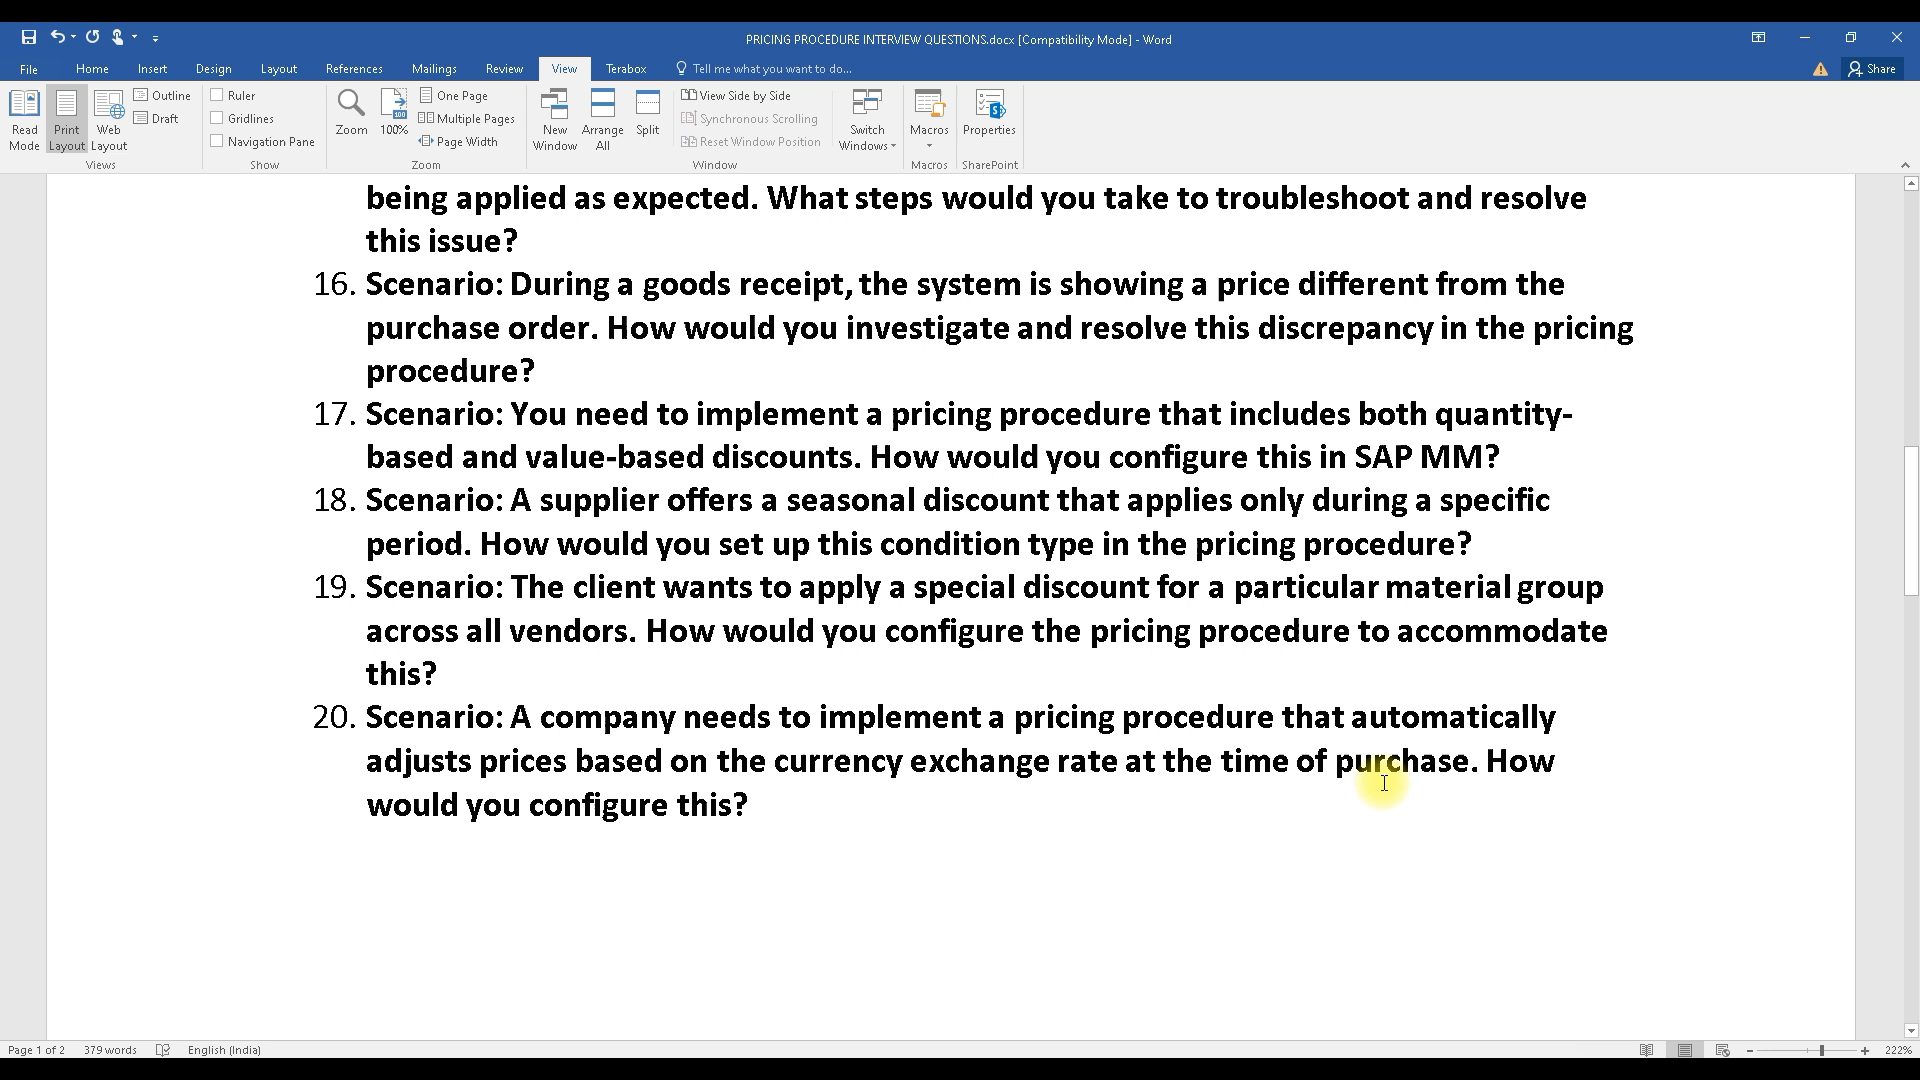 PRICING PROCEDURE INTERVIEW QUESTIONS.docx [Compatibility Mode] - Word
File Home Insert Design Layout References Mailings Review View Terabox Tell me what you want to do... Share
Read Mode
Print Layout
Web Layout
Outline
Draft
Views
Ruler
Gridlines
Navigation Pane
Show
Zoom
100
100%
One Page
Multiple Pages
Page Width
Zoom
New Window
Arrange All
Split
View Side by Side
Synchronous Scrolling
Reset Window Position
Window
Switch Windows
Macros
Macros
Properties
SharePoint
being applied as expected. What steps would you take to troubleshoot and resolve
this issue?
16. Scenario: During a goods receipt, the system is showing a price different from the
purchase order. How would you investigate and resolve this discrepancy in the pricing
procedure?
17. Scenario: You need to implement a pricing procedure that includes both quantity-
based and value-based discounts. How would you configure this in SAP MM?
18. Scenario: A supplier offers a seasonal discount that applies only during a specific
period. How would you set up this condition type in the pricing procedure?
19. Scenario: The client wants to apply a special discount for a particular material group
across all vendors. How would you configure the pricing procedure to accommodate
this?
20. Scenario: A company needs to implement a pricing procedure that automatically
adjusts prices based on the currency exchange rate at the time of purchase. How
would you configure this?
Page 1 of 2 379 words English (India) 222%